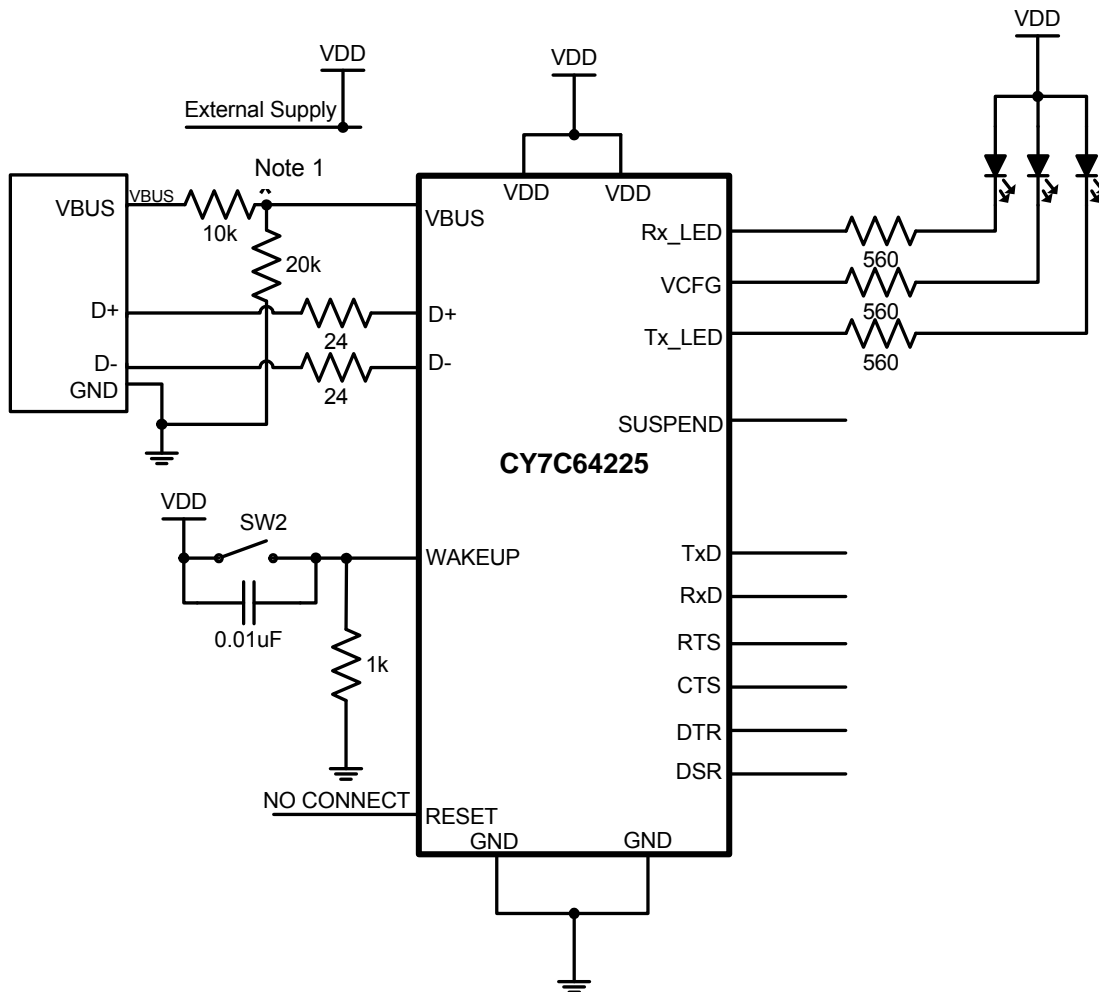 VDD
VDD
VDD
External Supply
Note 1
VBUS
VBUS
10k
20k
VBUS
VDD
VDD
D+
24
D+
D-
24
D-
GND
Rx_LED
560
VCFG
560
Tx_LED
560
SUSPEND
CY7C64225
VDD
SW2
0.01uF
WAKEUP
1k
TxD
RxD
RTS
CTS
DTR
DSR
NO CONNECT
RESET
GND
GND